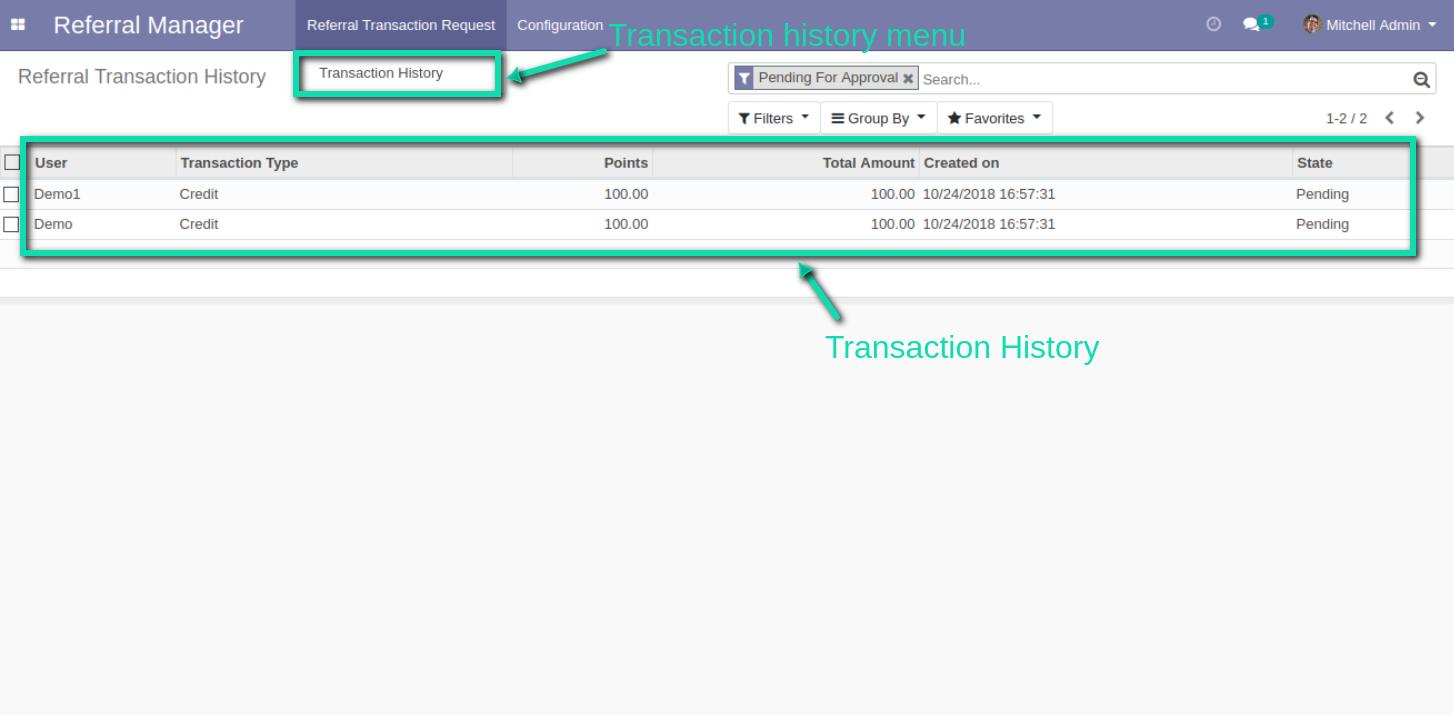 Referral Manager Referral Transaction Request Configuration Transaction history menu 1 Mitchell Admin
Referral Transaction History Transaction History Pending For Approval Search...
Filters Group By Favorites 1-2 / 2
User Transaction Type Points Total Amount Created on State
Demo1 Credit 100.00 100.00 10/24/2018 16:57:31 Pending
Demo Credit 100.00 100.00 10/24/2018 16:57:31 Pending
Transaction History